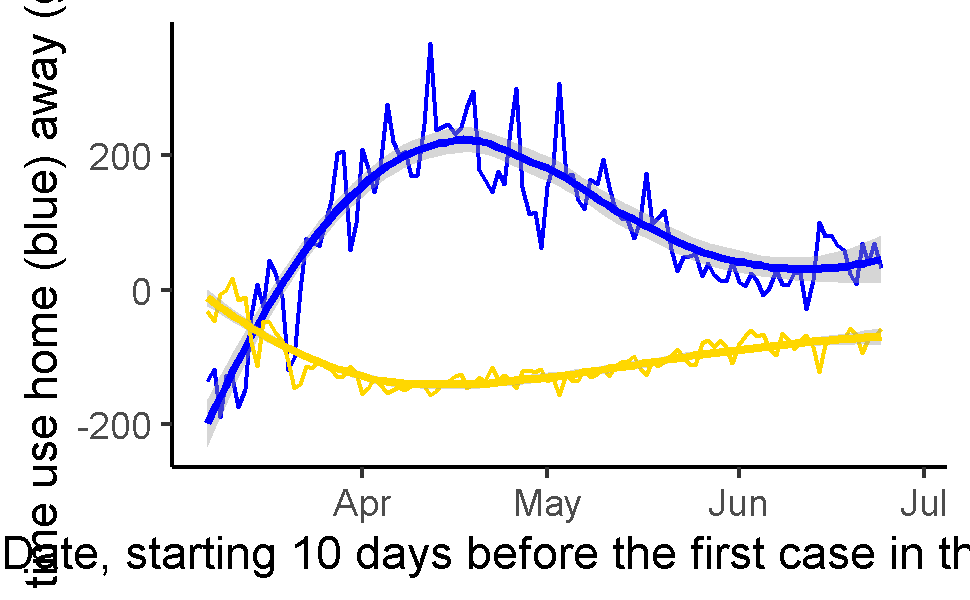 time use home (blue) away (
200
0
-200
Apr May Jun Jul
Date, starting 10 days before the first case in th